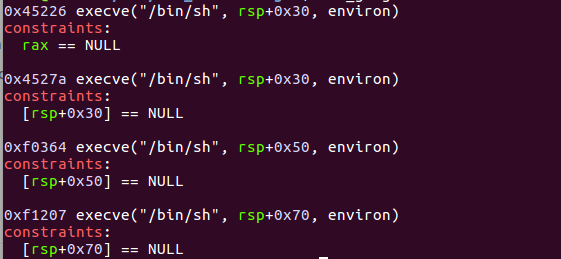 0x45226 execve("/bin/sh", rsp+0x30, environ)
constraints:
  rax == NULL

0x4527a execve("/bin/sh", rsp+0x30, environ)
constraints:
  [rsp+0x30] == NULL

0xf0364 execve("/bin/sh", rsp+0x50, environ)
constraints:
  [rsp+0x50] == NULL

0xf1207 execve("/bin/sh", rsp+0x70, environ)
constraints:
  [rsp+0x70] == NULL